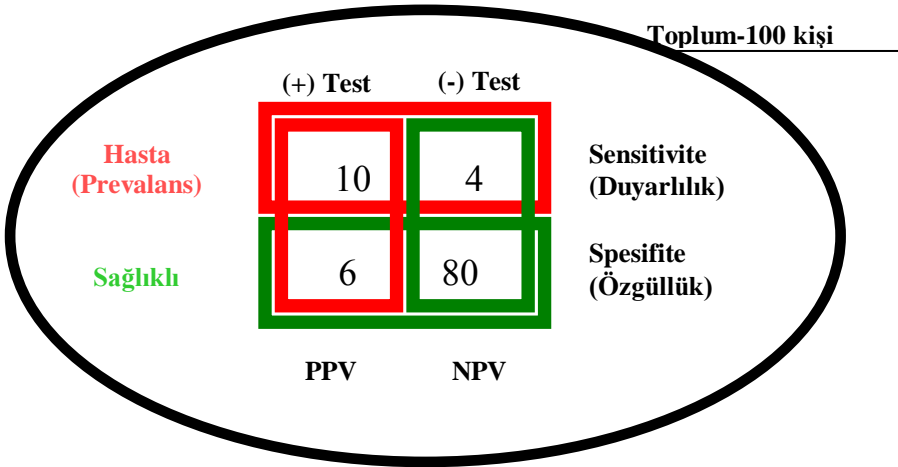 Toplum-100 kişi
(+) Test (-) Test
Hasta
(Prevalans)
10 4
Sensitivite
(Duyarlılık)
Sağlıklı
6 80
Spesifite
(Özgüllük)
PPV NPV